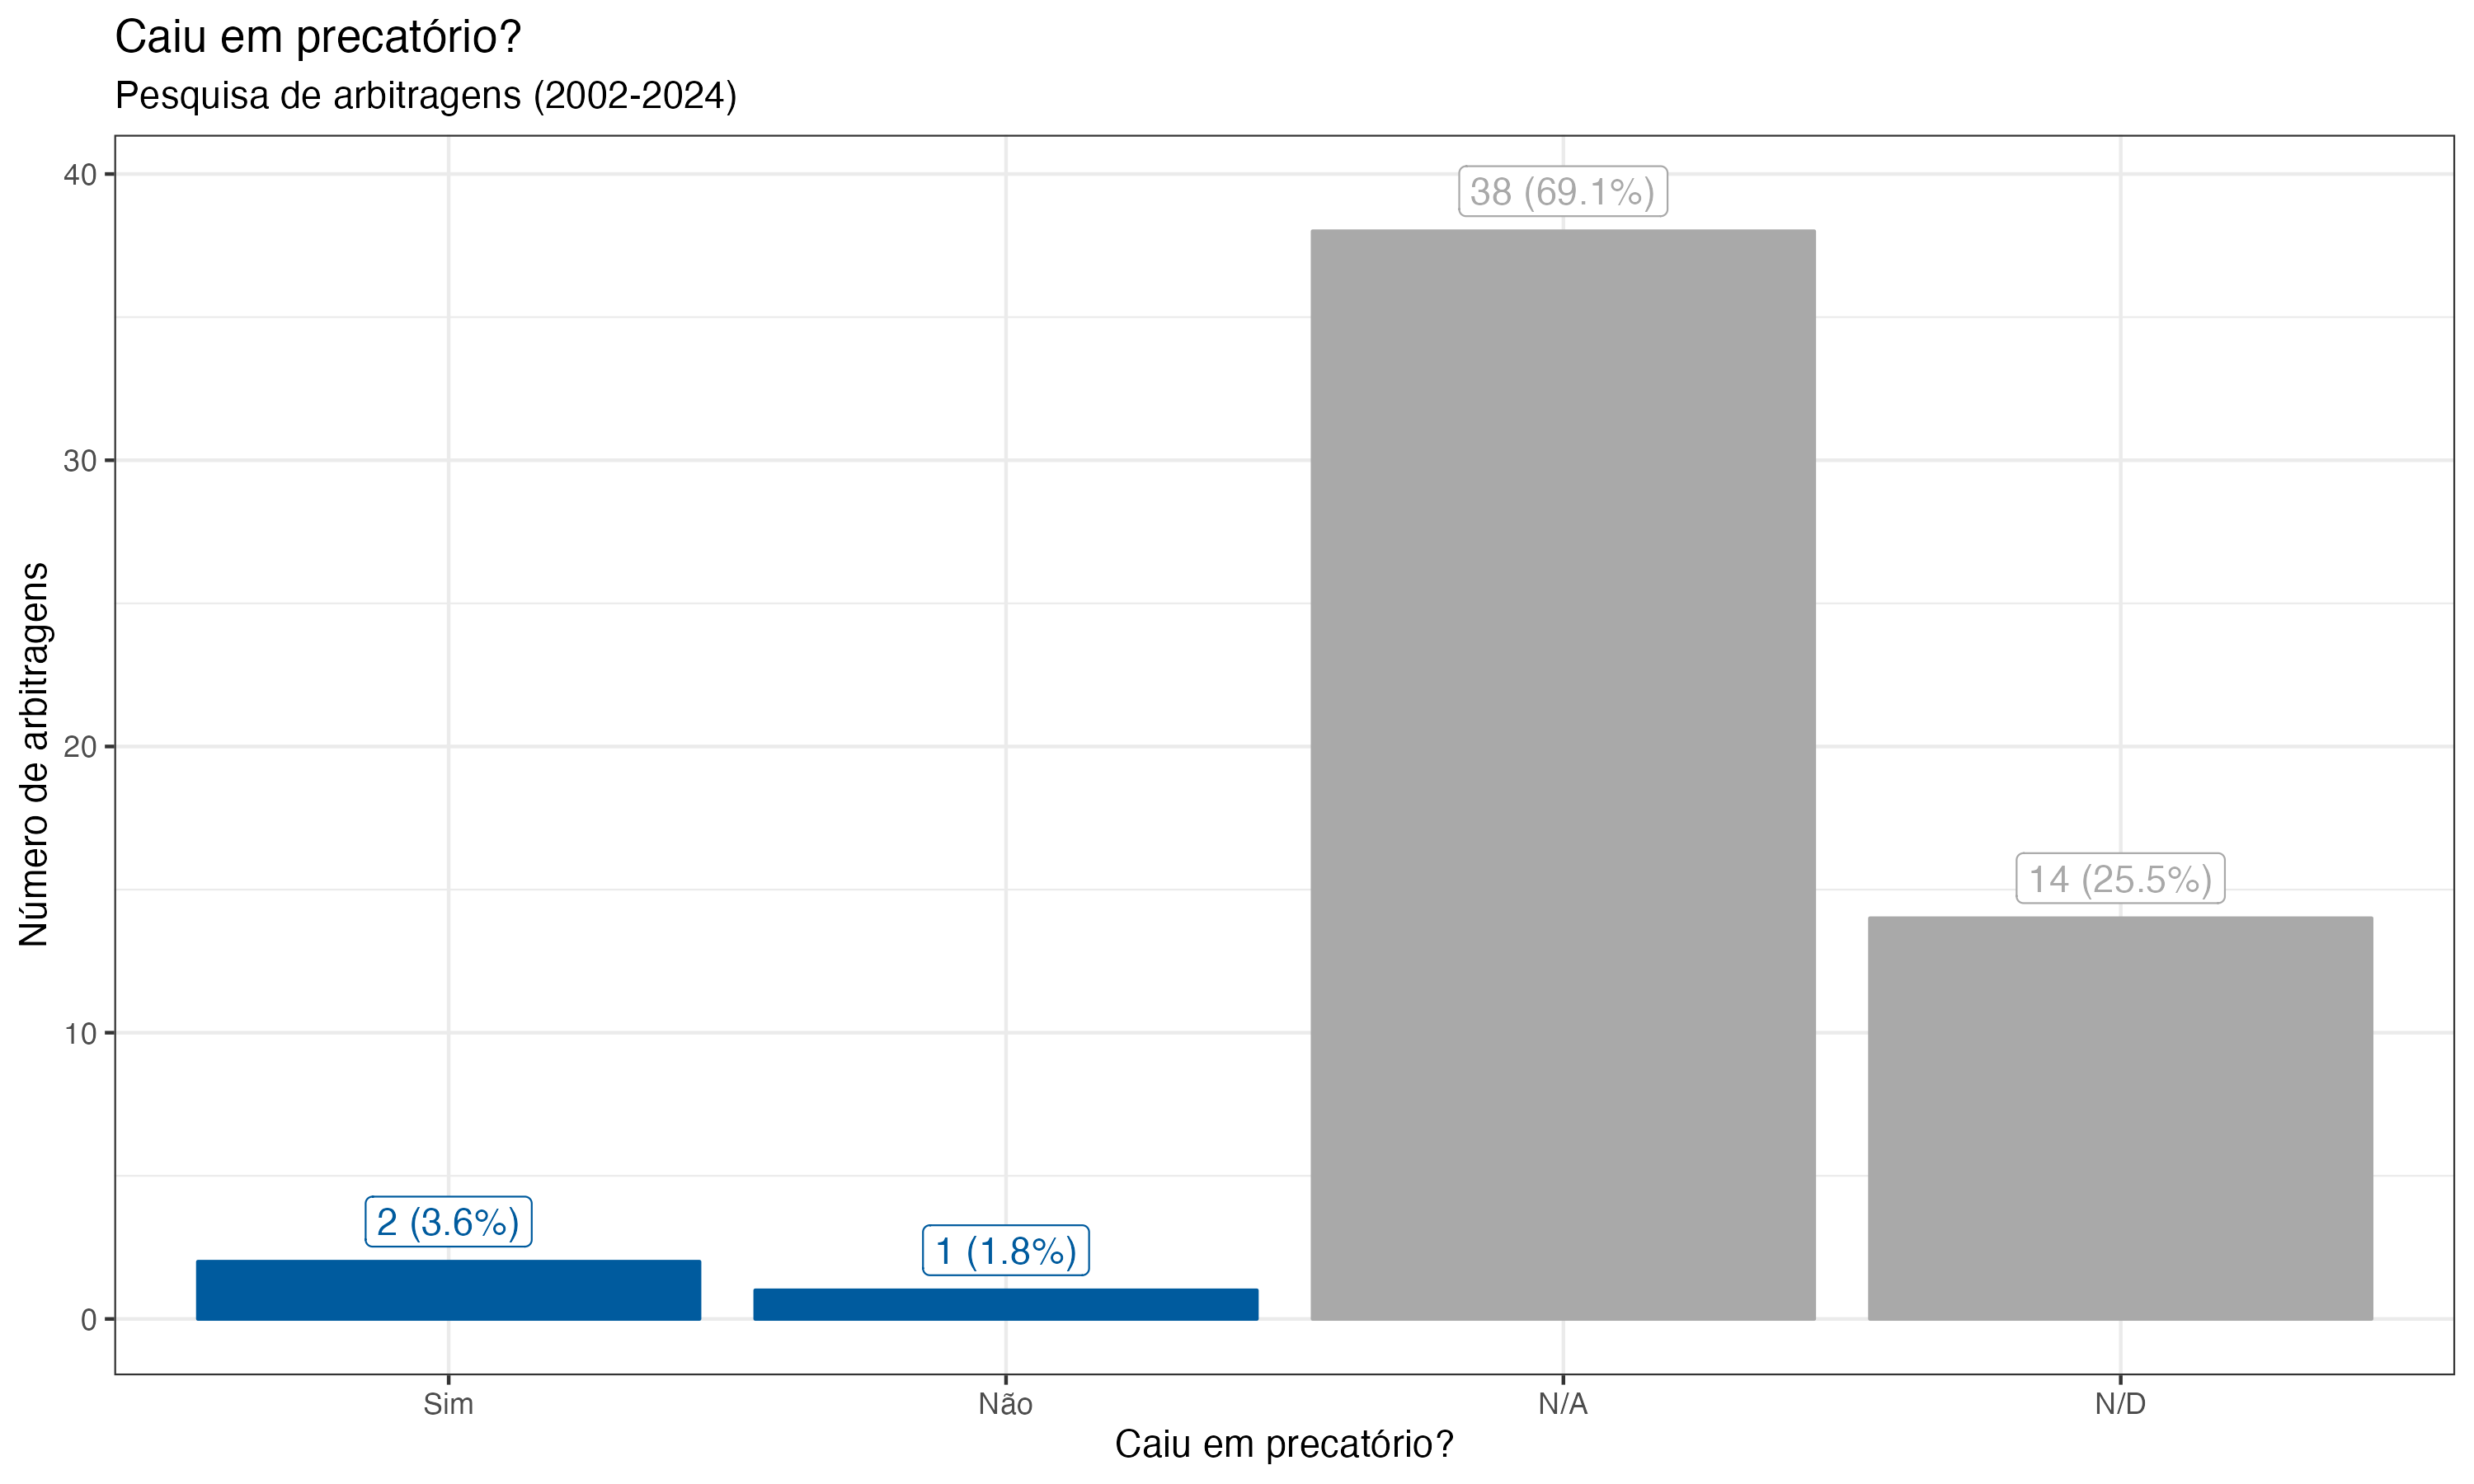 Caiu em precatório?
Pesquisa de arbitragens (2002-2024)
Número de arbitragens
40
30
20
10
0
2 (3.6%)
1 (1.8%)
38 (69.1%)
14 (25.5%)
Sim
Não
N/A
N/D
Caiu em precatório?